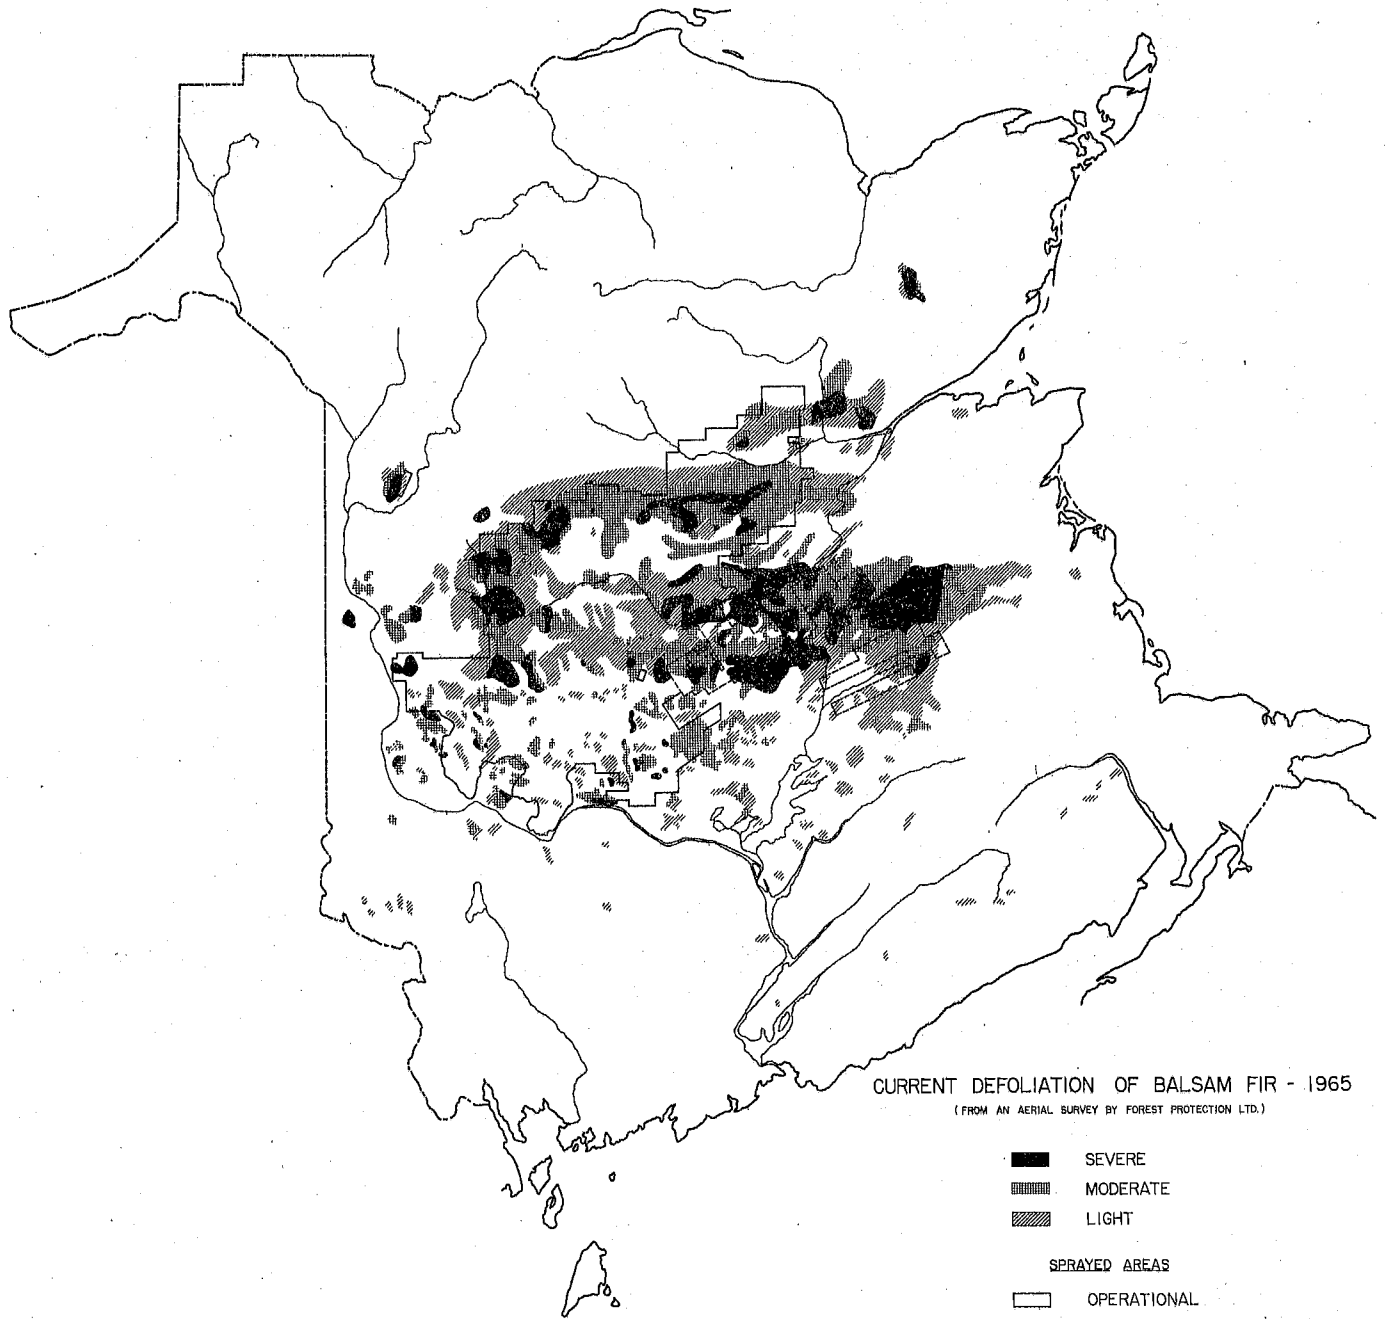 CURRENT DEFOLIATION OF BALSAM FIR - 1965
(FROM AN AERIAL SURVEY BY FOREST PROTECTION LTD.)
SEVERE
MODERATE
LIGHT
SPRAYED AREAS
OPERATIONAL